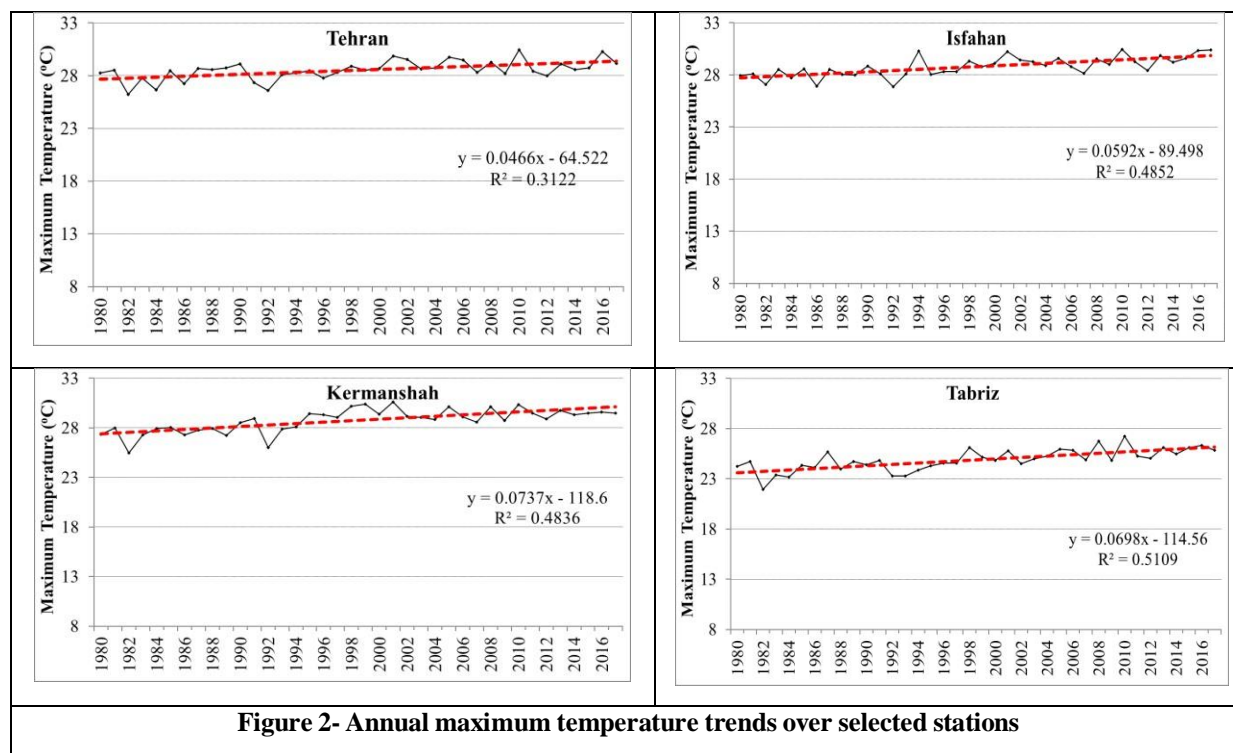 Tehran
Maximum Temperature (°C)
33
28
23
18
13
8
y = 0.0466x - 64.522
R² = 0.3122
1980 1982 1984 1986 1988 1990 1992 1994 1996 1998 2000 2002 2004 2006 2008 2010 2012 2014 2016
Isfahan
Maximum Temperature (°C)
33
28
23
18
13
8
y = 0.0592x - 89.498
R² = 0.4852
1980 1982 1984 1986 1988 1990 1992 1994 1996 1998 2000 2002 2004 2006 2008 2010 2012 2014 2016
Kermanshah
Maximum Temperature (°C)
33
28
23
18
13
8
y = 0.0737x - 118.6
R² = 0.4836
1980 1982 1984 1986 1988 1990 1992 1994 1996 1998 2000 2002 2004 2006 2008 2010 2012 2014 2016
Tabriz
Maximum Temperature (°C)
33
28
23
18
13
8
y = 0.0698x - 114.56
R² = 0.5109
1980 1982 1984 1986 1988 1990 1992 1994 1996 1998 2000 2002 2004 2006 2008 2010 2012 2014 2016
Figure 2- Annual maximum temperature trends over selected stations